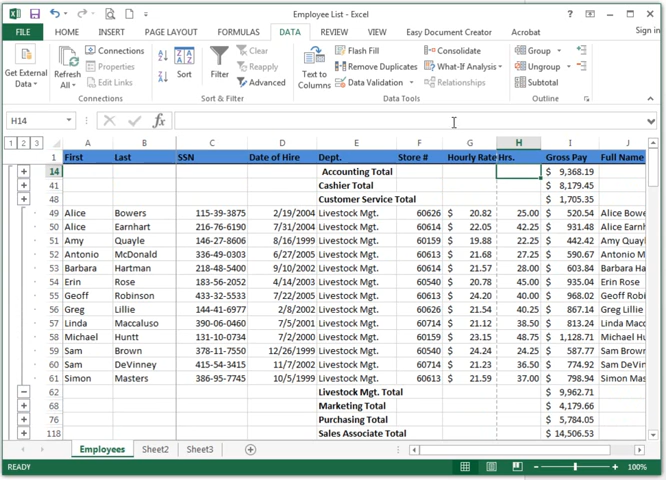 Employee List - Excel
FILE HOME INSERT PAGE LAYOUT FORMULAS DATA REVIEW VIEW Easy Document Creator Acrobat Sign in
Get External Data
Refresh All
Connections
Properties
Edit Links
Connections
Sort
Filter
Clear
Reapply
Advanced
Sort & Filter
Text to Columns
Flash Fill
Remove Duplicates
Data Validation
Consolidate
What-If Analysis
Relationships
Data Tools
Group
Ungroup
Subtotal
Outline
H14 fx
1 2 3 A B C D E F G H I J
1 First Last SSN Date of Hire Dept. Store # Hourly Rate Hrs. Gross Pay Full Name
14 Accounting Total $ 9,368.19
41 Cashier Total $ 8,179.45
48 Customer Service Total $ 1,705.35
49 Alice Bowers 115-39-3875 2/19/2004 Livestock Mgt. 60626 $ 20.82 25.00 $ 520.54 Alice Bowe
50 Alice Earnhart 216-76-6190 7/31/2004 Livestock Mgt. 60614 $ 22.05 42.25 $ 931.48 Alice Earn
51 Amy Quayle 146-27-8606 8/16/1999 Livestock Mgt. 60159 $ 19.88 22.25 $ 442.42 Amy Quay
52 Antonio McDonald 336-49-0303 6/27/2005 Livestock Mgt. 60613 $ 21.68 27.25 $ 590.67 Antonio M
53 Barbara Hartman 218-48-5400 9/10/2002 Livestock Mgt. 60614 $ 21.57 28.00 $ 603.84 Barbara H
54 Erin Rose 183-56-2052 4/14/2003 Livestock Mgt. 60540 $ 20.78 45.00 $ 935.04 Erin Rose
55 Geoff Robinson 433-32-5533 7/22/2005 Livestock Mgt. 60613 $ 24.20 40.00 $ 968.02 Geoff Rob
56 Greg Lillie 144-41-6977 2/8/2002 Livestock Mgt. 60626 $ 21.54 40.25 $ 867.14 Greg Lillie
57 Linda Maccaluso 390-06-0460 7/5/2001 Livestock Mgt. 60714 $ 21.12 38.50 $ 813.24 Linda Mac
58 Michael Huntt 131-10-0734 7/2/2000 Livestock Mgt. 60159 $ 23.15 48.75 $ 1,128.71 Michael Hu
59 Sam Brown 378-11-7550 12/26/1999 Livestock Mgt. 60540 $ 24.24 24.25 $ 587.77 Sam Brow
60 Sam DeVinney 415-54-3415 11/7/2002 Livestock Mgt. 60714 $ 21.23 36.50 $ 774.92 Sam DeVi
61 Simon Masters 386-95-7745 10/5/1999 Livestock Mgt. 60613 $ 21.59 37.00 $ 798.94 Simon Mas
62 Livestock Mgt. Total $ 9,962.71
68 Marketing Total $ 4,179.66
76 Purchasing Total $ 5,784.05
118 Sales Associate Total $ 14,506.53
Employees Sheet2 Sheet3
READY 100%